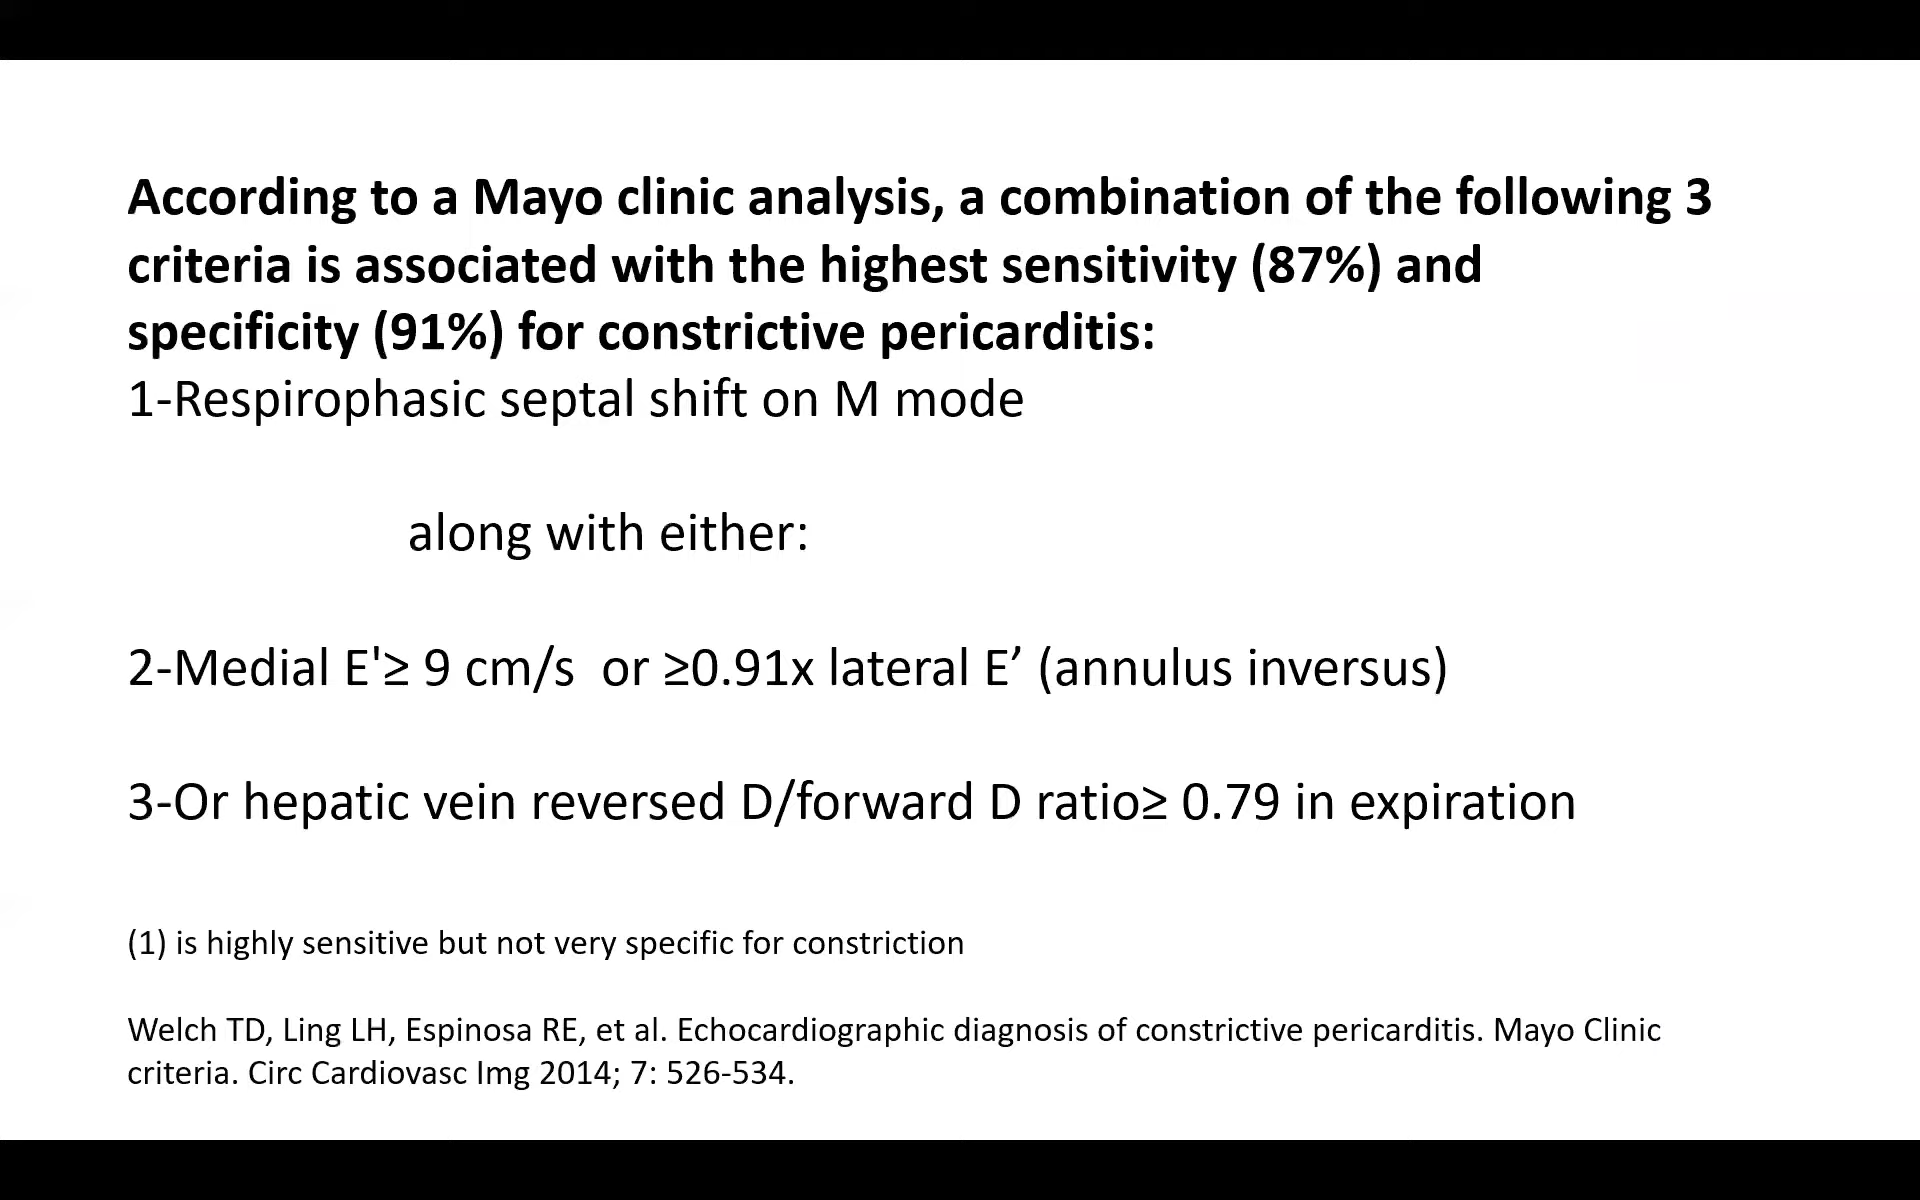 According to a Mayo clinic analysis, a combination of the following 3
criteria is associated with the highest sensitivity (87%) and
specificity (91%) for constrictive pericarditis:
1-Respirophasic septal shift on M mode
along with either:
2-Medial E'≥ 9 cm/s  or ≥0.91x lateral E’ (annulus inversus)
3-Or hepatic vein reversed D/forward D ratio≥ 0.79 in expiration
(1) is highly sensitive but not very specific for constriction
Welch TD, Ling LH, Espinosa RE, et al. Echocardiographic diagnosis of constrictive pericarditis. Mayo Clinic
criteria. Circ Cardiovasc Img 2014; 7: 526-534.